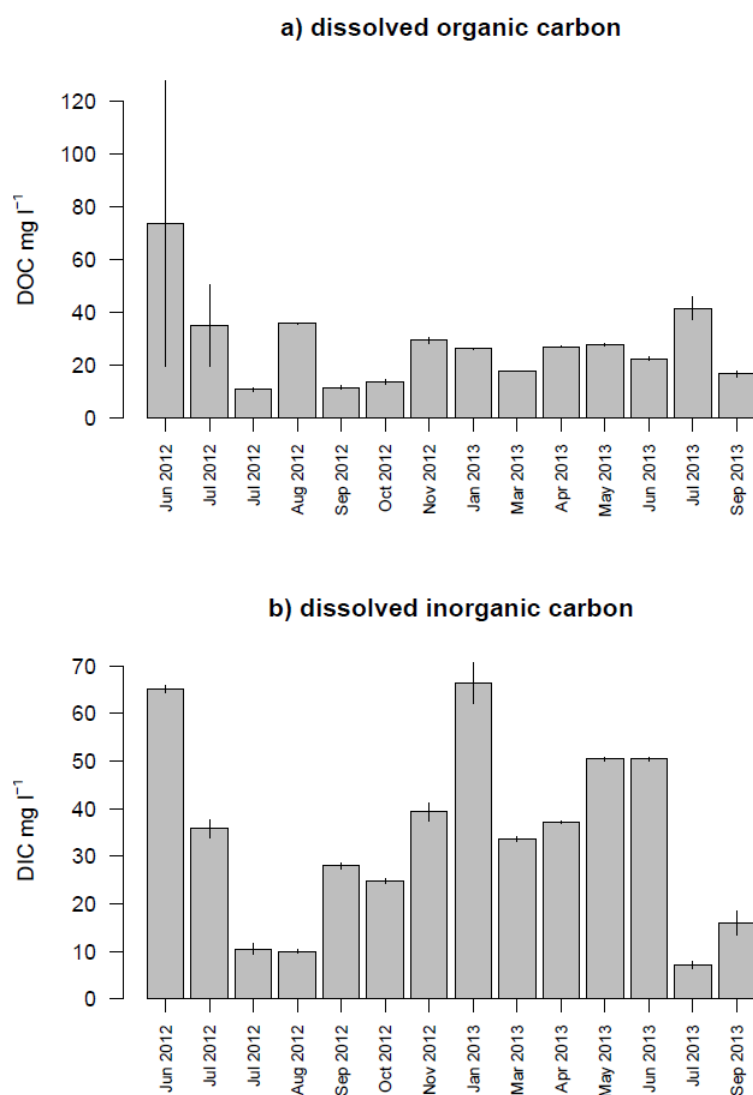 a) dissolved organic carbon
DOC mg l⁻¹
120
100
80
60
40
20
0
Jun 2012
Jul 2012
Jul 2012
Aug 2012
Sep 2012
Oct 2012
Nov 2012
Jan 2013
Mar 2013
Apr 2013
May 2013
Jun 2013
Jul 2013
Sep 2013
b) dissolved inorganic carbon
DIC mg l⁻¹
70
60
50
40
30
20
10
0
Jun 2012
Jul 2012
Jul 2012
Aug 2012
Sep 2012
Oct 2012
Nov 2012
Jan 2013
Mar 2013
Apr 2013
May 2013
Jun 2013
Jul 2013
Sep 2013